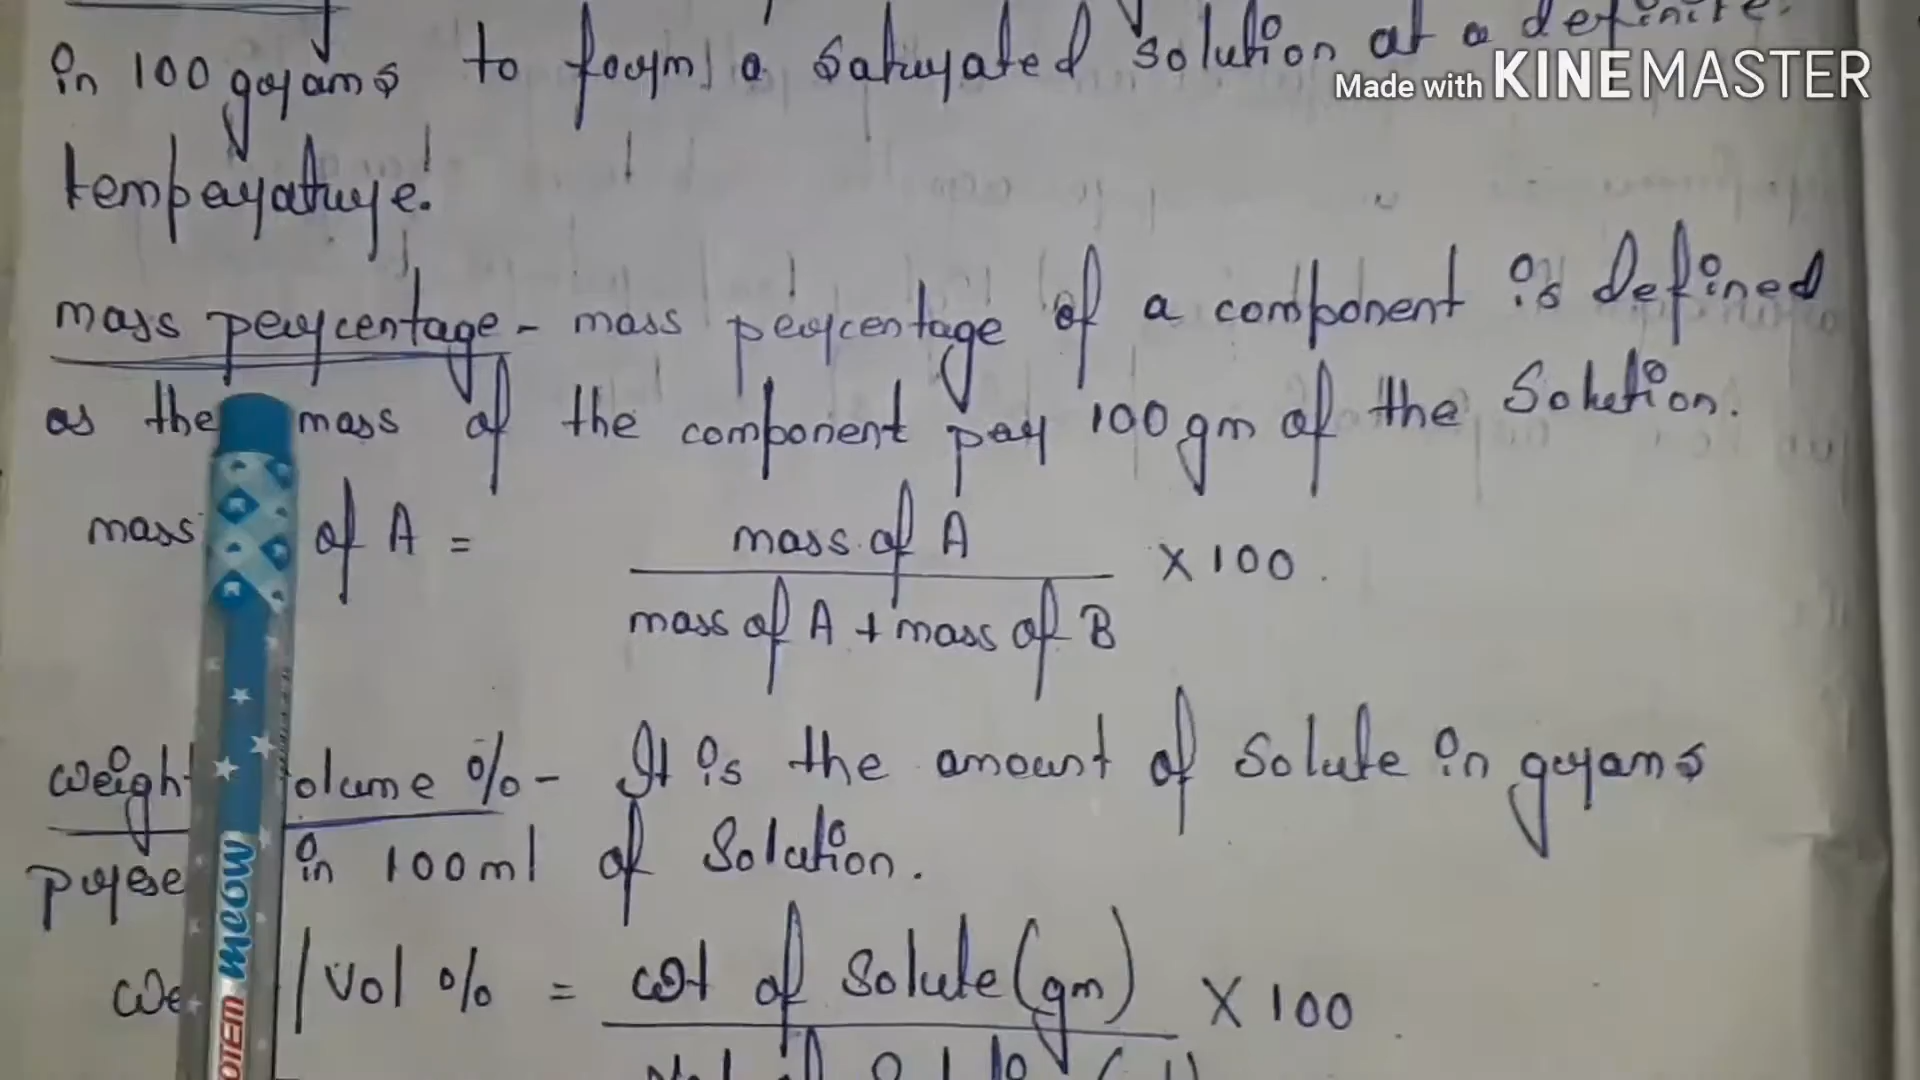 in 100 grams to form a saturated solution at a definite
Made with KINEMASTER
temperature.
mass percentage - mass percentage of a component is defined
as the mass of the component per 100 gm of the Solution.
mass of A = mass of A × 100.
mass of A + mass of B
weight olume % - It is the amount of Solute in grams
prese in 100ml of Solution.
we / Vol % = wt of Solute (gm) × 100
OTEM meow